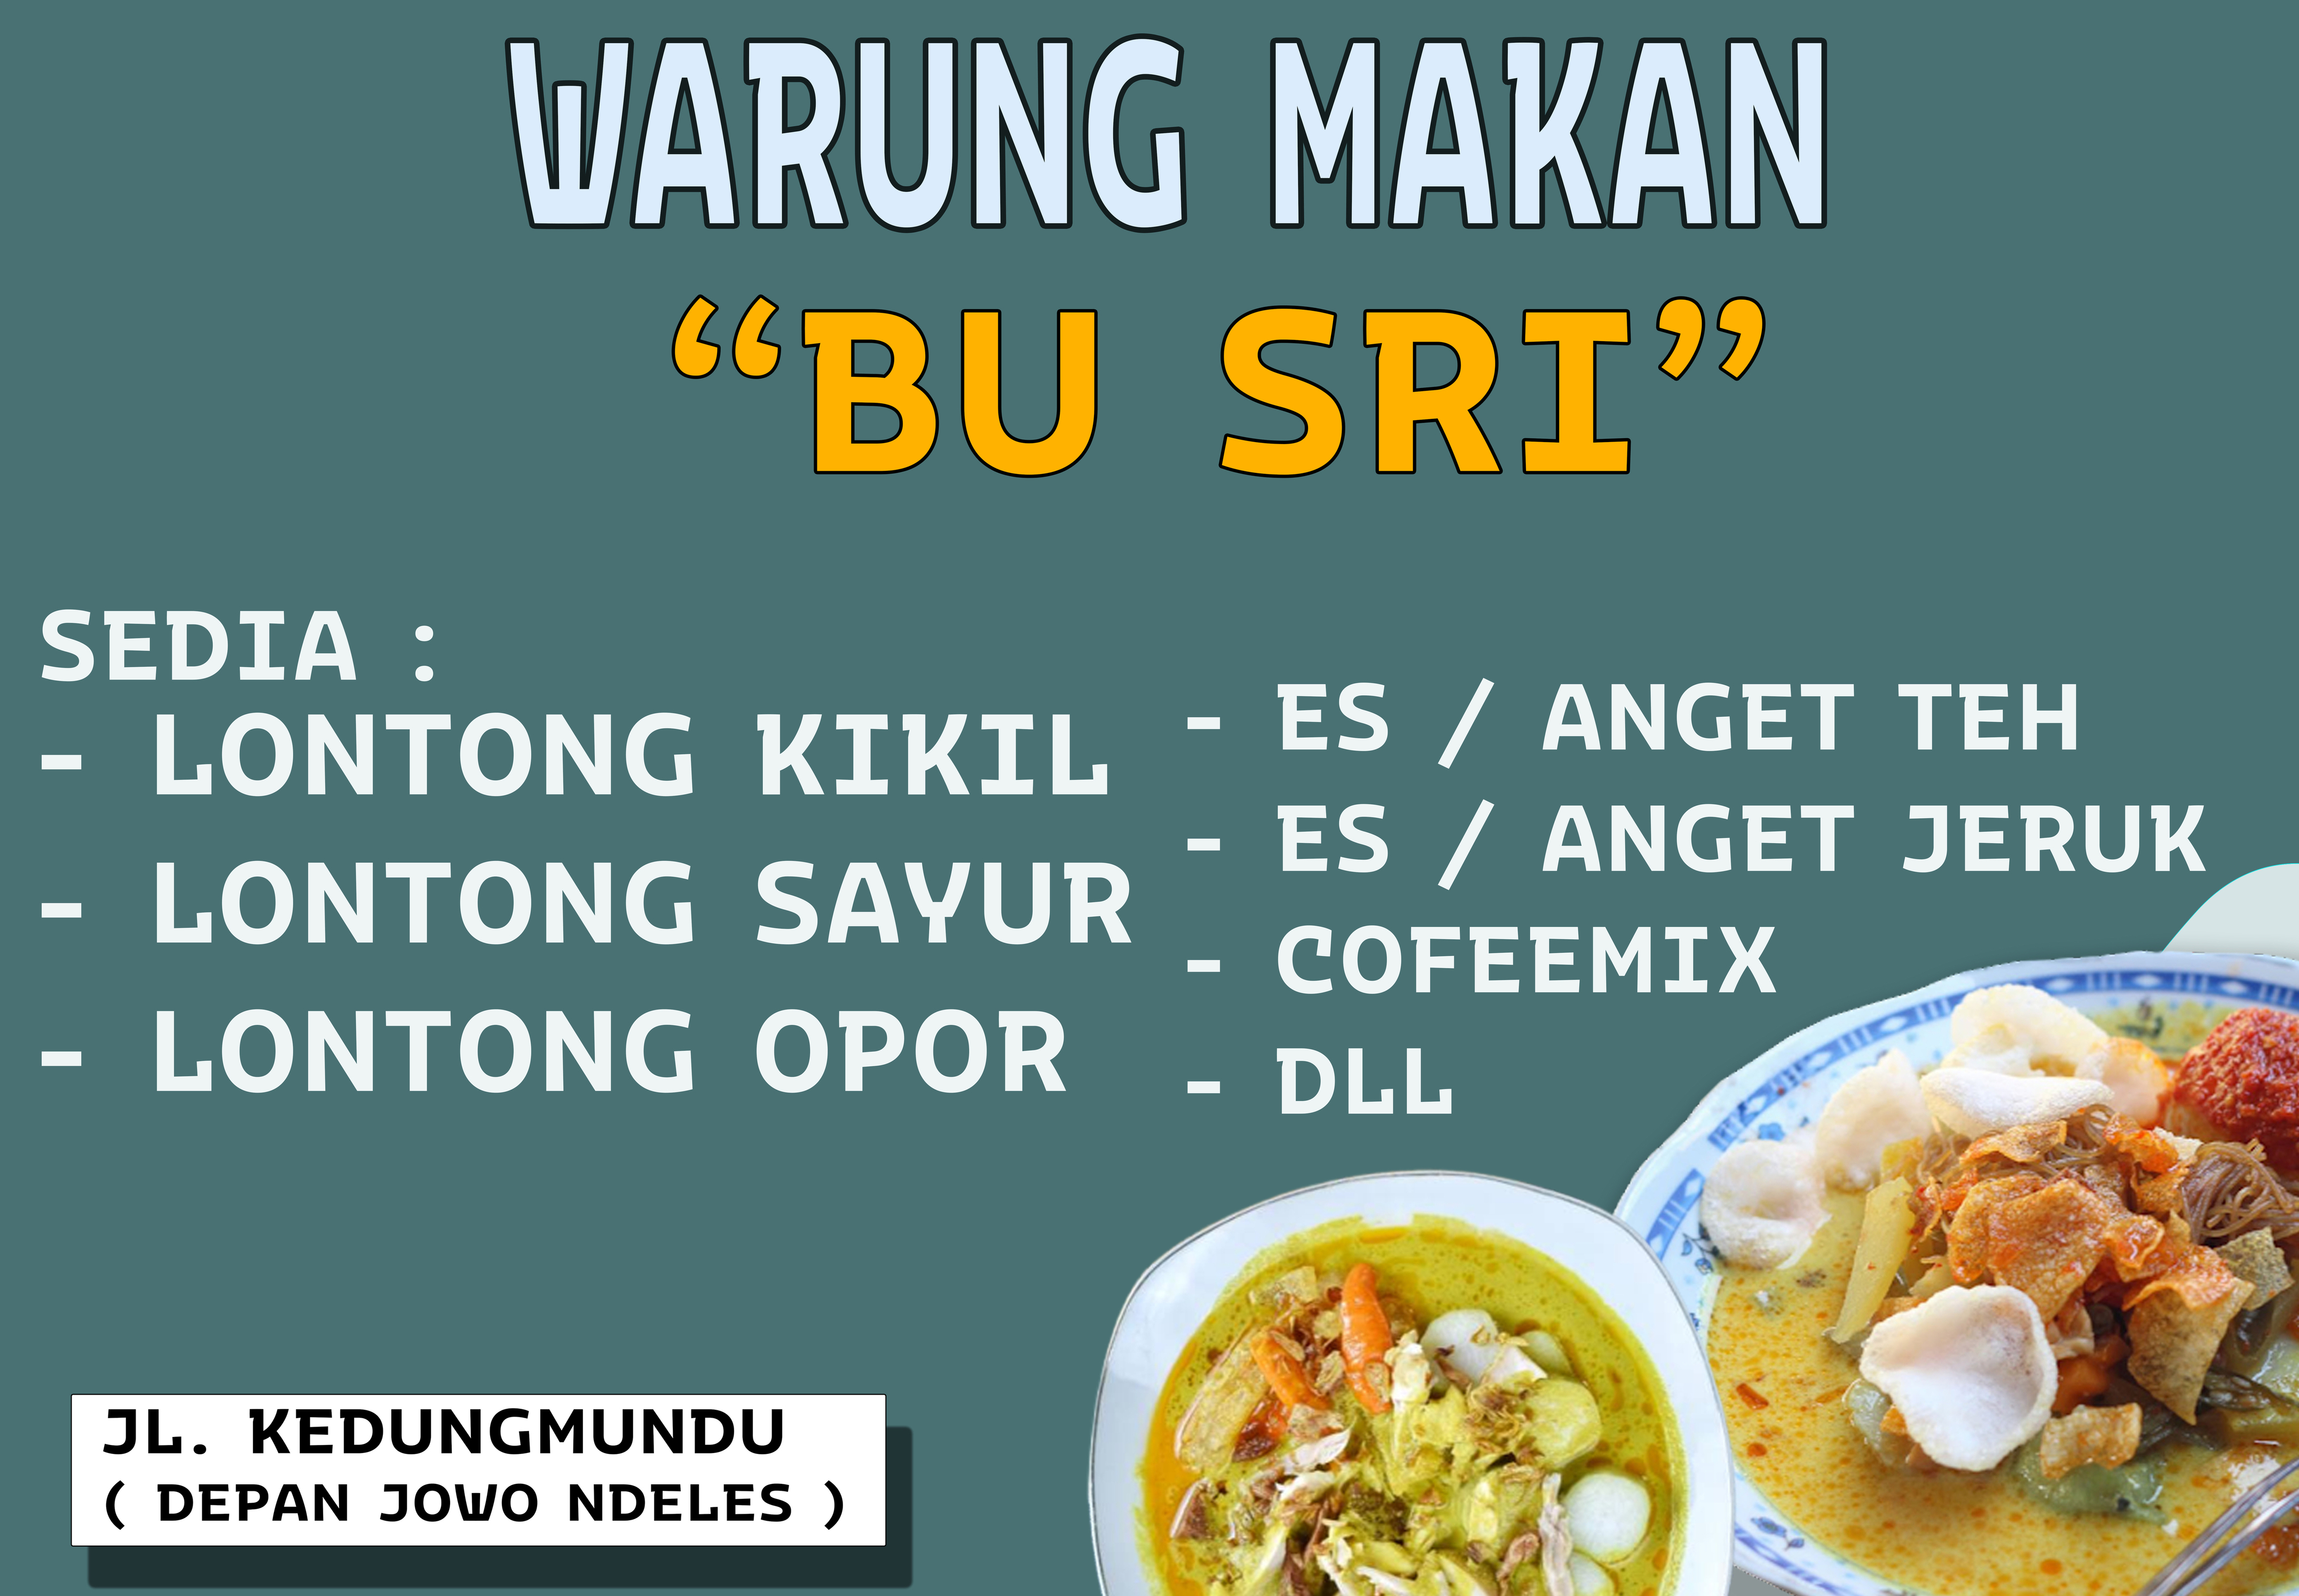 WARUNG MAKAN
“BU SRI”
SEDIA :
- LONTONG KIKIL
- LONTONG SAYUR
- LONTONG OPOR
- ES / ANGET TEH
- ES / ANGET JERUK
- COFEEMIX
- DLL
JL. KEDUNGMUNDU
( DEPAN JOWO NDELES )